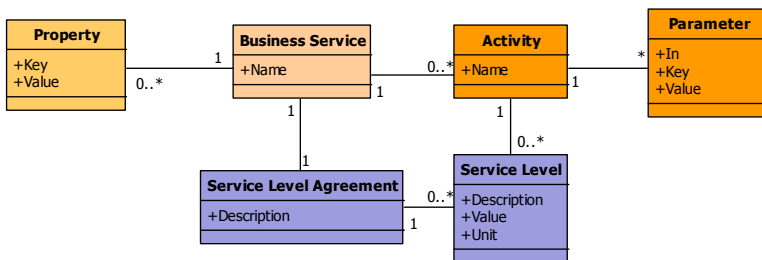 Property
+Key
+Value
1
0..*
Business Service
+Name
1
0..*
Activity
+Name
1
*
Parameter
+In
+Key
+Value
1
1
1
0..*
Service Level Agreement
+Description
0..*
1
Service Level
+Description
+Value
+Unit